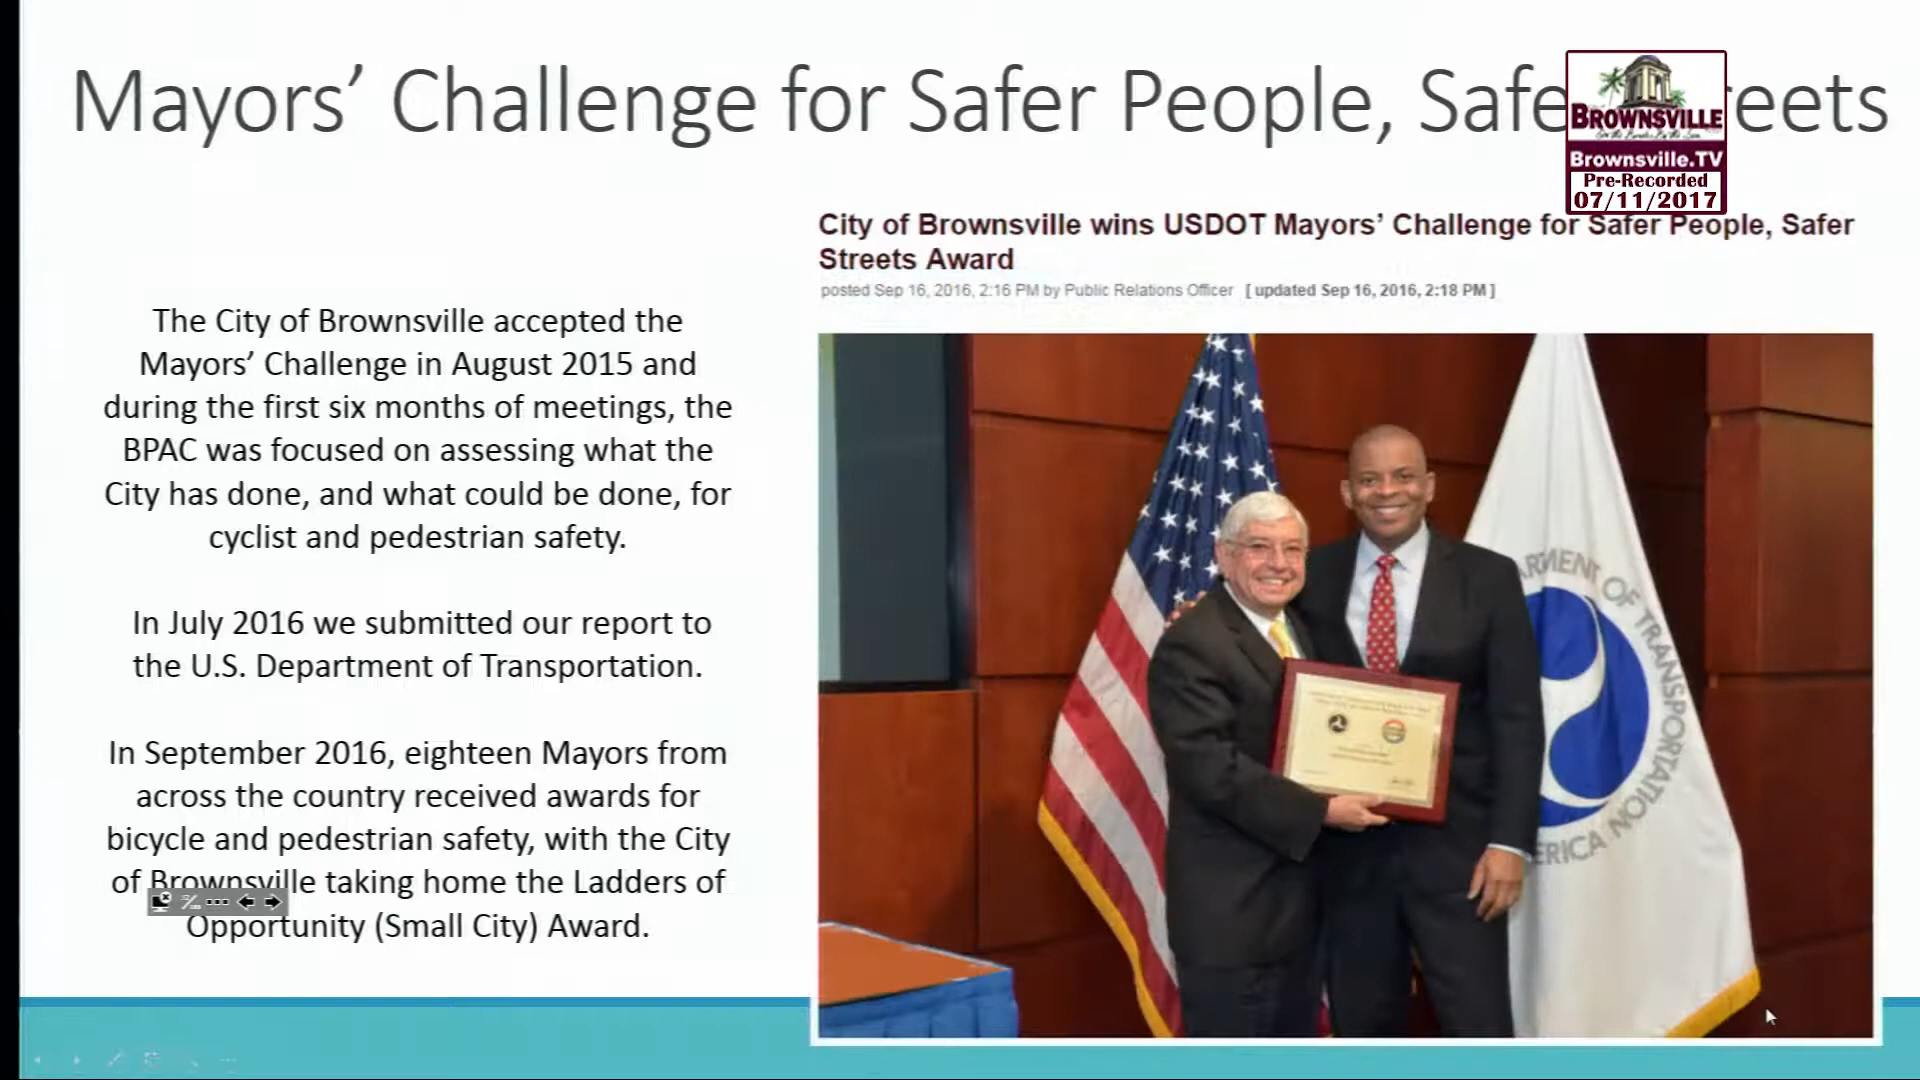 Mayors’ Challenge for Safer People, Safe reets
BROWNSVILLE
Brownsville.TV
Pre-Recorded
07/11/2017
City of Brownsville wins USDOT Mayors’ Challenge for Safer People, Safer
Streets Award
posted Sep 16, 2016, 2:16 PM by Public Relations Officer [ updated Sep 16, 2016, 2:18 PM ]
The City of Brownsville accepted the
Mayors’ Challenge in August 2015 and
during the first six months of meetings, the
BPAC was focused on assessing what the
City has done, and what could be done, for
cyclist and pedestrian safety.
In July 2016 we submitted our report to
the U.S. Department of Transportation.
In September 2016, eighteen Mayors from
across the country received awards for
bicycle and pedestrian safety, with the City
of Brownsville taking home the Ladders of
Opportunity (Small City) Award.
ARTMENT OF TRANSPORTATION
ERICA